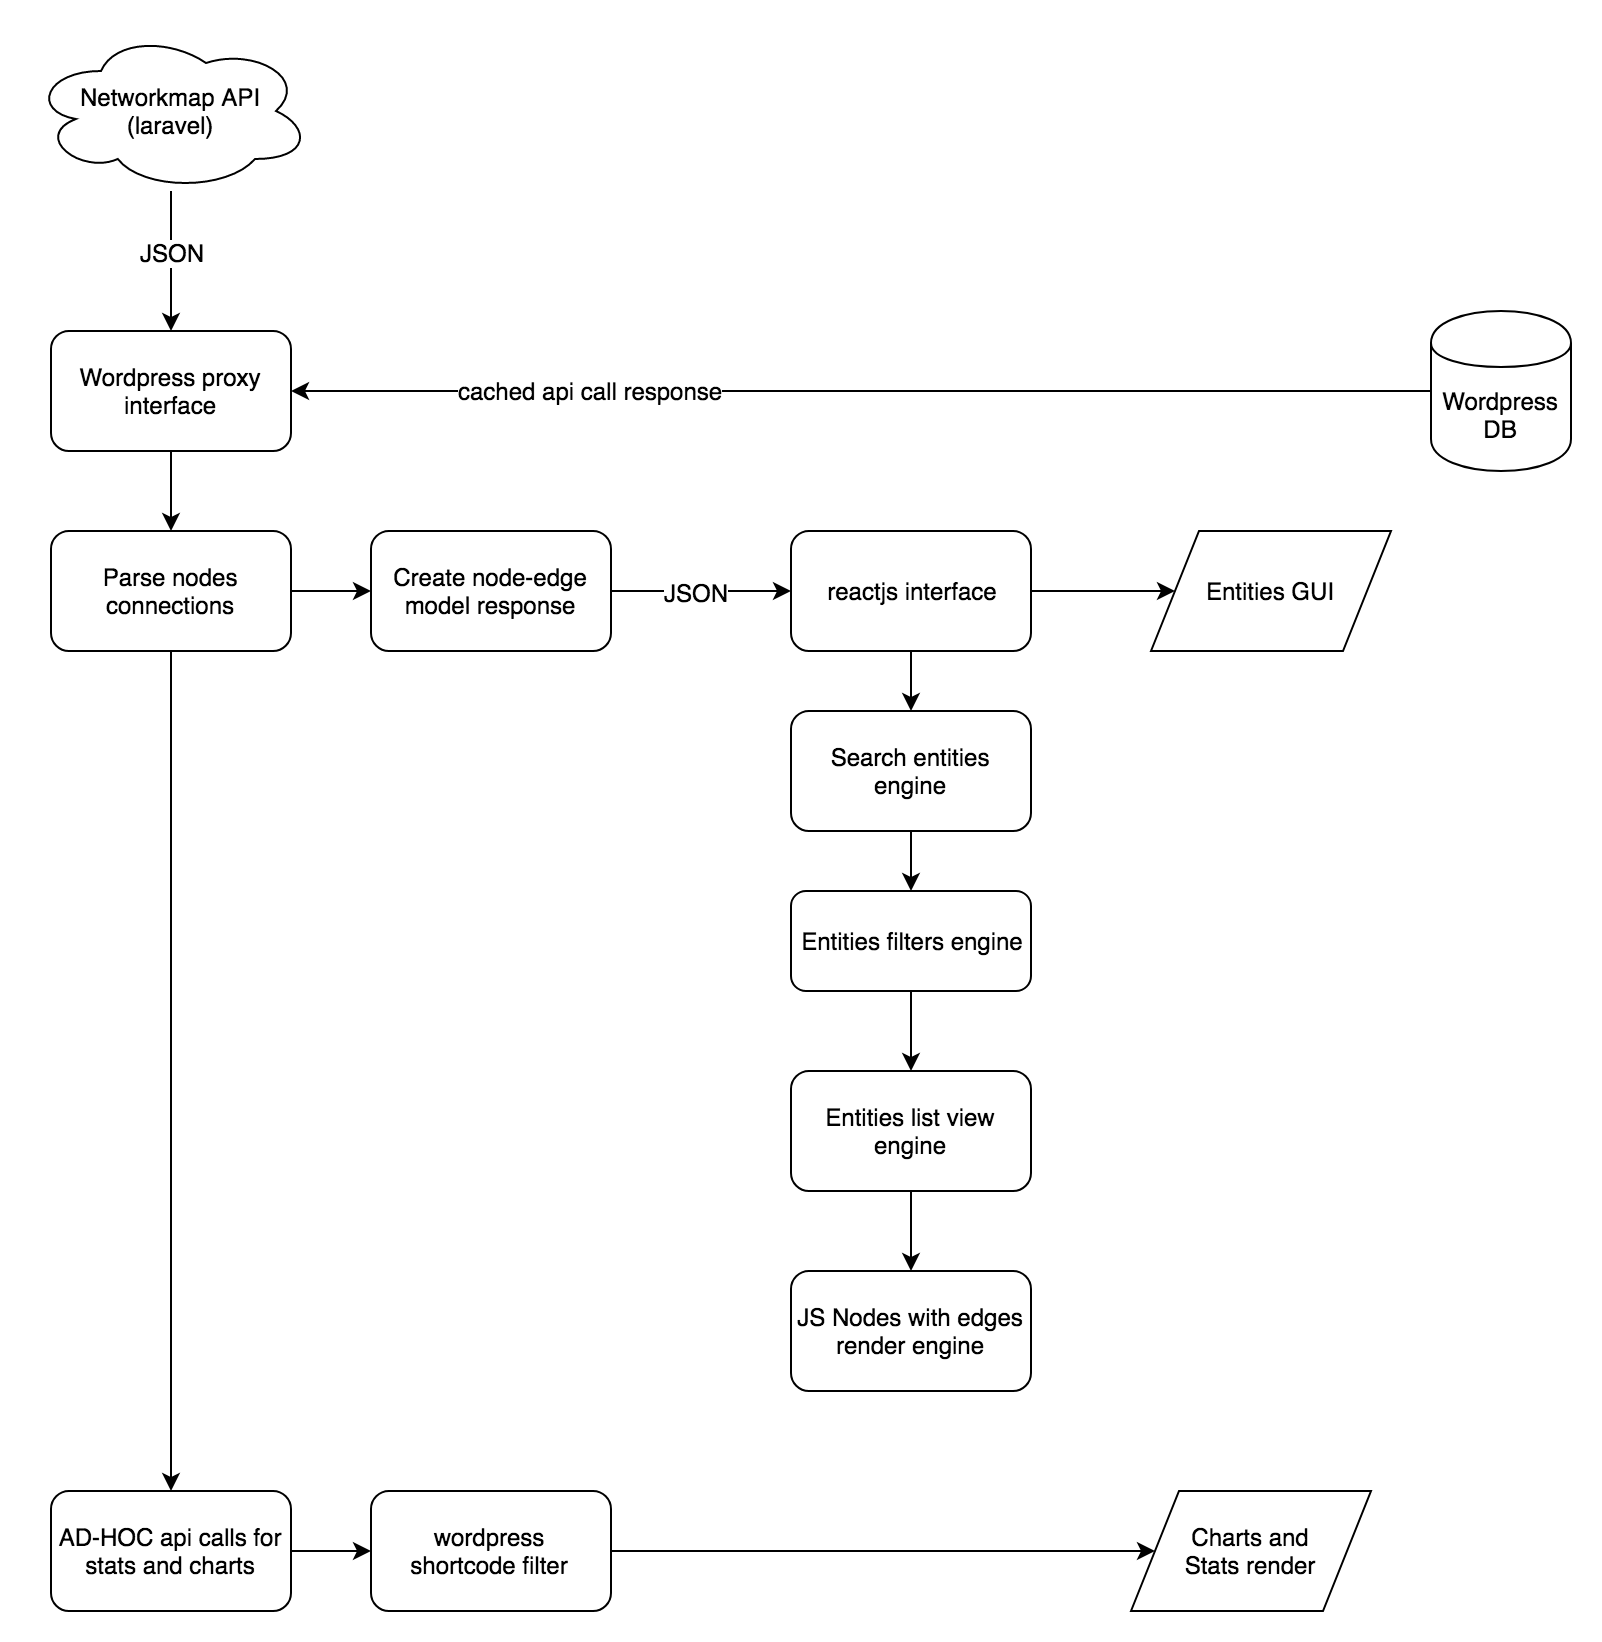 Networkmap API
(laravel)
JSON
Wordpress proxy
interface
cached api call response
Wordpress
DB
Parse nodes
connections
Create node-edge
model response
JSON
reactjs interface
Entities GUI
Search entities
engine
Entities filters engine
Entities list view
engine
JS Nodes with edges
render engine
AD-HOC api calls for
stats and charts
wordpress
shortcode filter
Charts and
Stats render